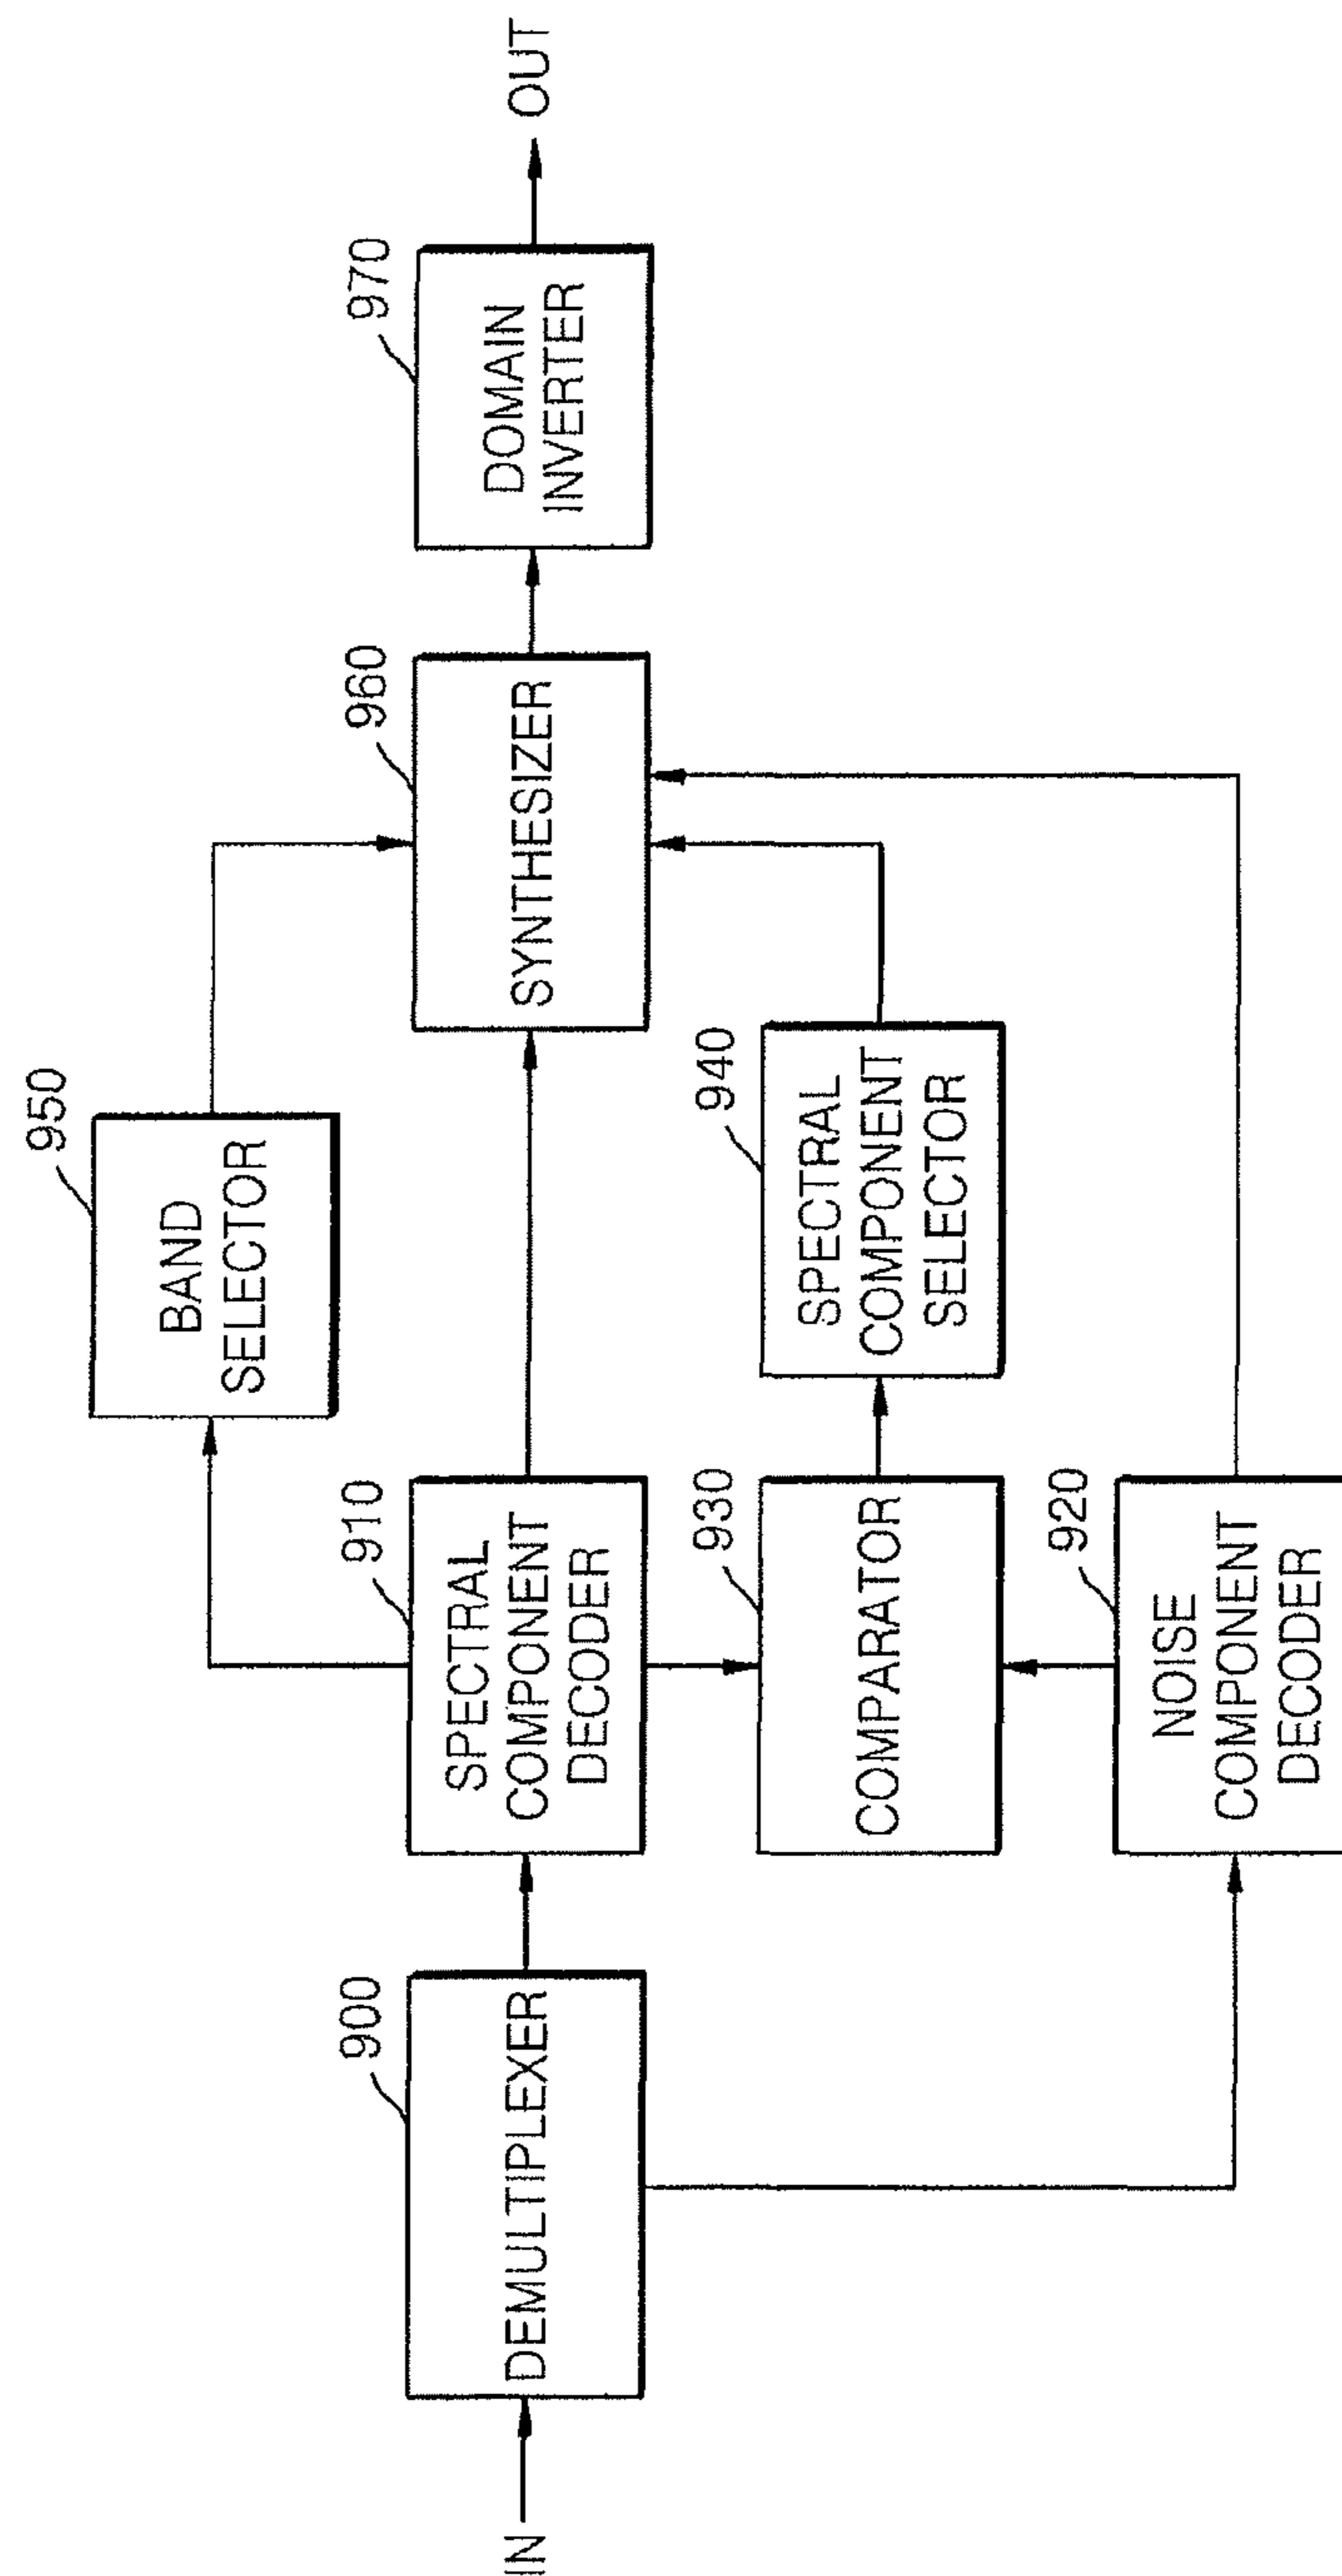 IN
900
DEMULTIPLEXER
910
SPECTRAL
COMPONENT
DECODER
930
COMPARATOR
920
NOISE
COMPONENT
DECODER
950
BAND
SELECTOR
940
SPECTRAL
COMPONENT
SELECTOR
960
SYNTHESIZER
970
DOMAIN
INVERTER
OUT